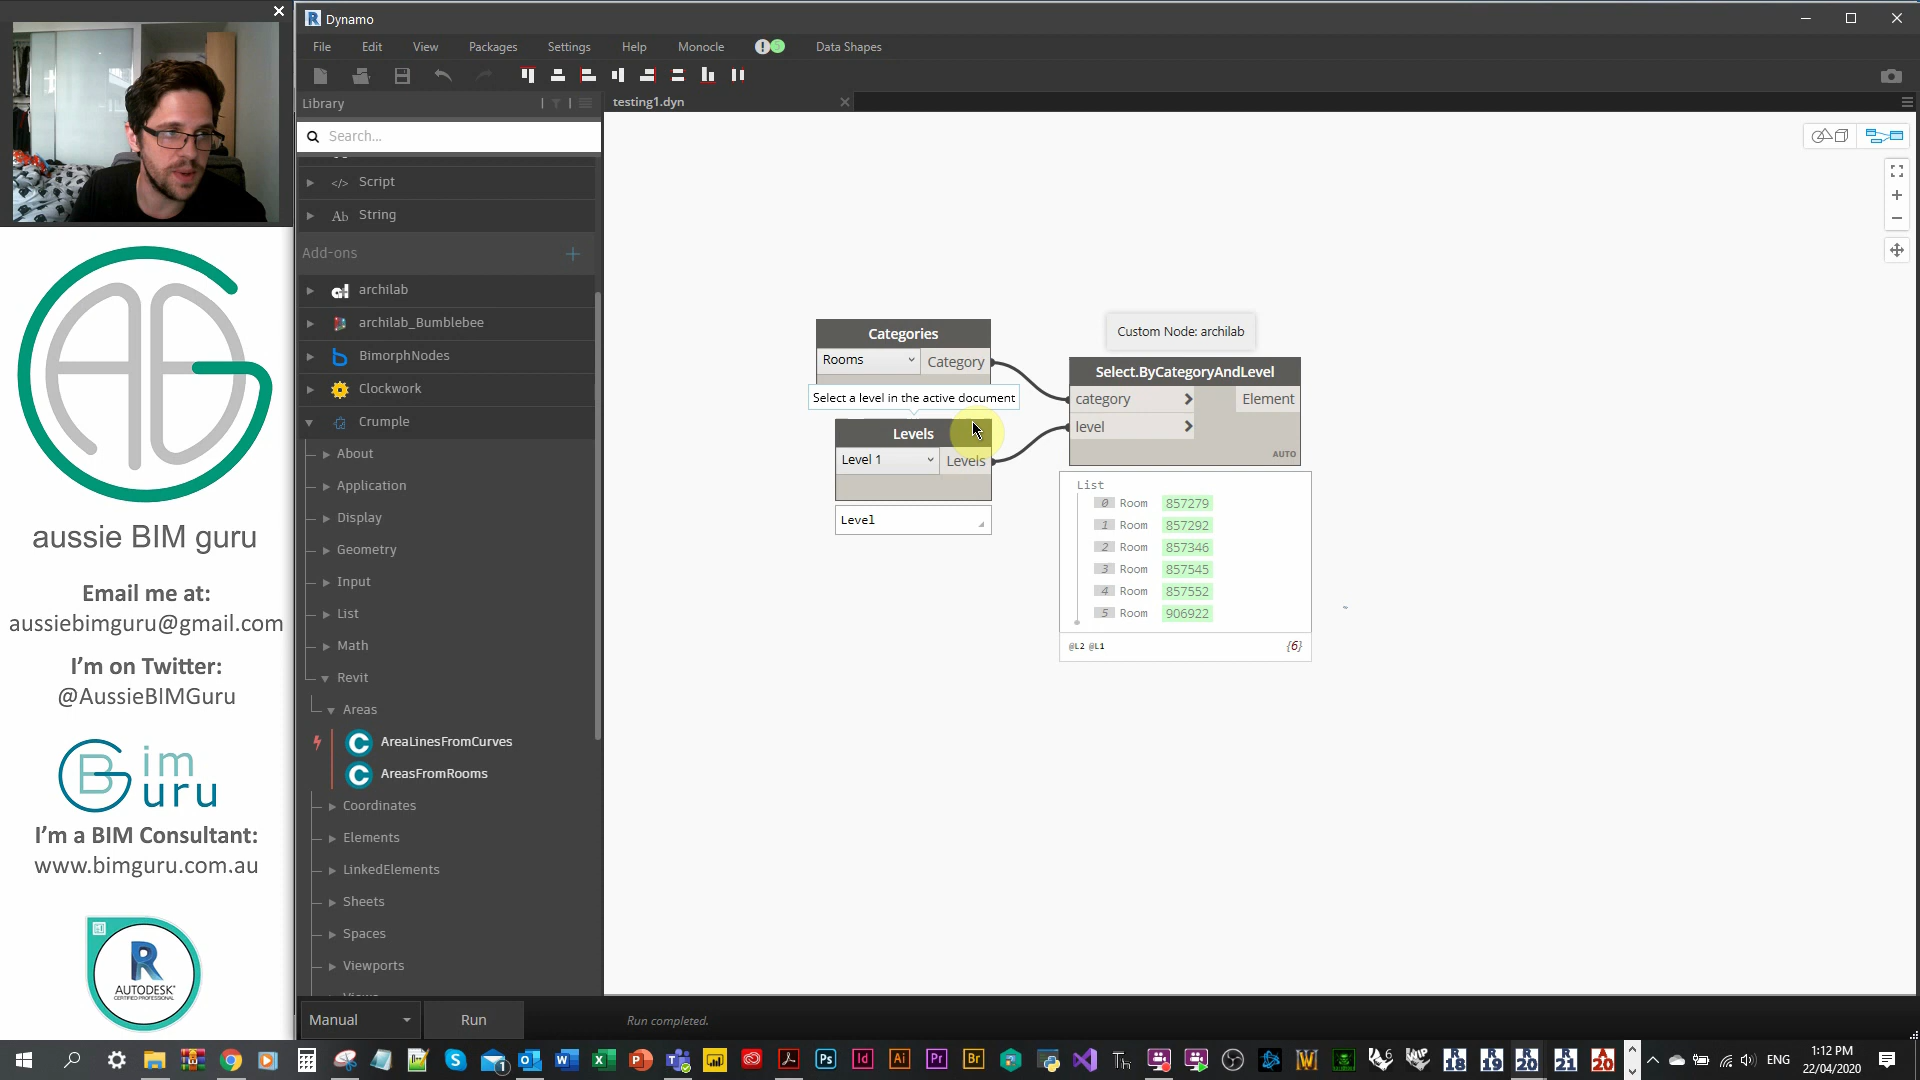 Dynamo
File
Edit
View
Packages
Settings
Help
Monocle
Data Shapes
Library
Search...
testing1.dyn
Script
Ab String
Add-ons
archilab
archilab_Bumblebee
BimorphNodes
Clockwork
Crumple
About
Application
Display
Geometry
Input
List
Math
Revit
Areas
AreaLinesFromCurves
AreasFromRooms
Coordinates
Elements
LinkedElements
Sheets
Spaces
Viewports
Manual
Run
Run completed.
Categories
Rooms
Category
Select a level in the active document
Levels
Level 1
Levels
Level
Custom Node: archilab
Select.ByCategoryAndLevel
category
Element
level
AUTO
List
0 Room 857279
1 Room 857292
2 Room 857346
3 Room 857545
4 Room 857552
5 Room 906922
@L2 @L1
{6}
aussie BIM guru
Email me at:
aussiebimguru@gmail.com
I'm on Twitter:
@AussieBIMGuru
Bim
Guru
I'm a BIM Consultant:
www.bimguru.com.au
R
AUTODESK
CERTIFIED PROFESSIONAL
ENG
1:12 PM
22/04/2020